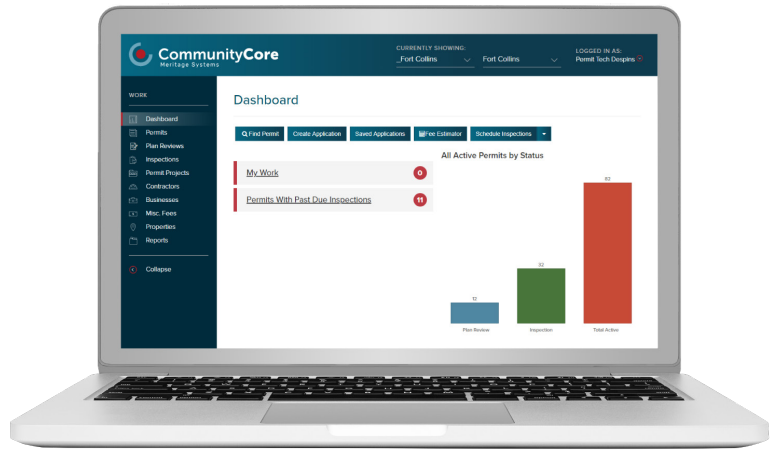 CommunityCore
Meritage Systems
CURRENTLY SHOWING:
_Fort Collins
Fort Collins
LOGGED IN AS:
Permit Tech Despins
WORK
Dashboard
Permits
Plan Reviews
Inspections
Permit Projects
Contractors
Businesses
Misc. Fees
Properties
Reports
Collapse
Dashboard
Find Permit
Create Application
Saved Applications
Fee Estimator
Schedule Inspections
My Work
0
Permits With Past Due Inspections
11
All Active Permits by Status
12
32
Plan Review
Inspection
Total Active